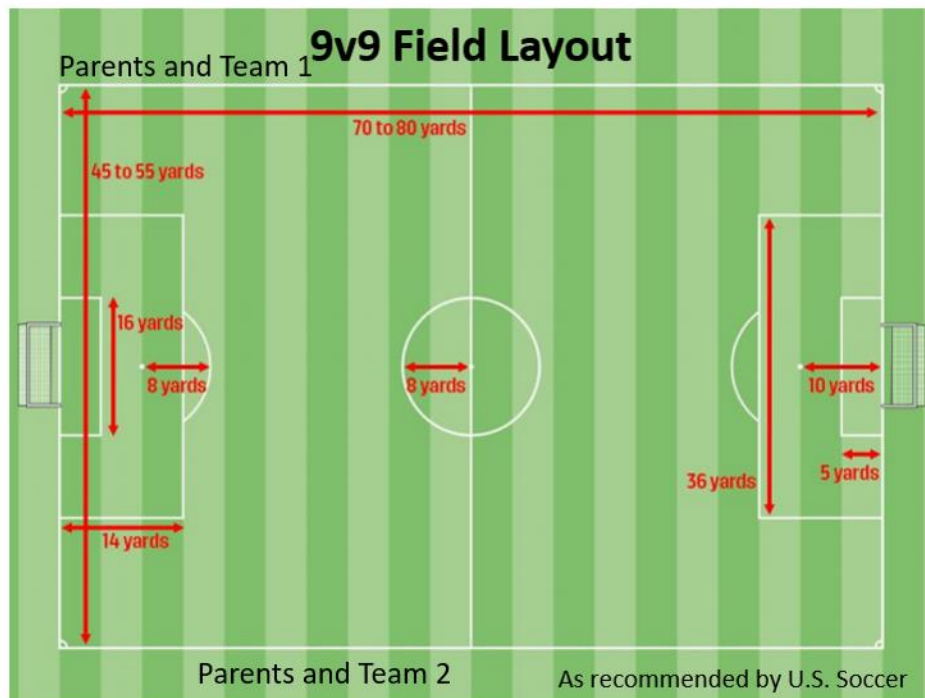 9v9 Field Layout
Parents and Team 1
70 to 80 yards
45 to 55 yards
16 yards
8 yards
8 yards
10 yards
5 yards
36 yards
14 yards
Parents and Team 2
As recommended by U.S. Soccer